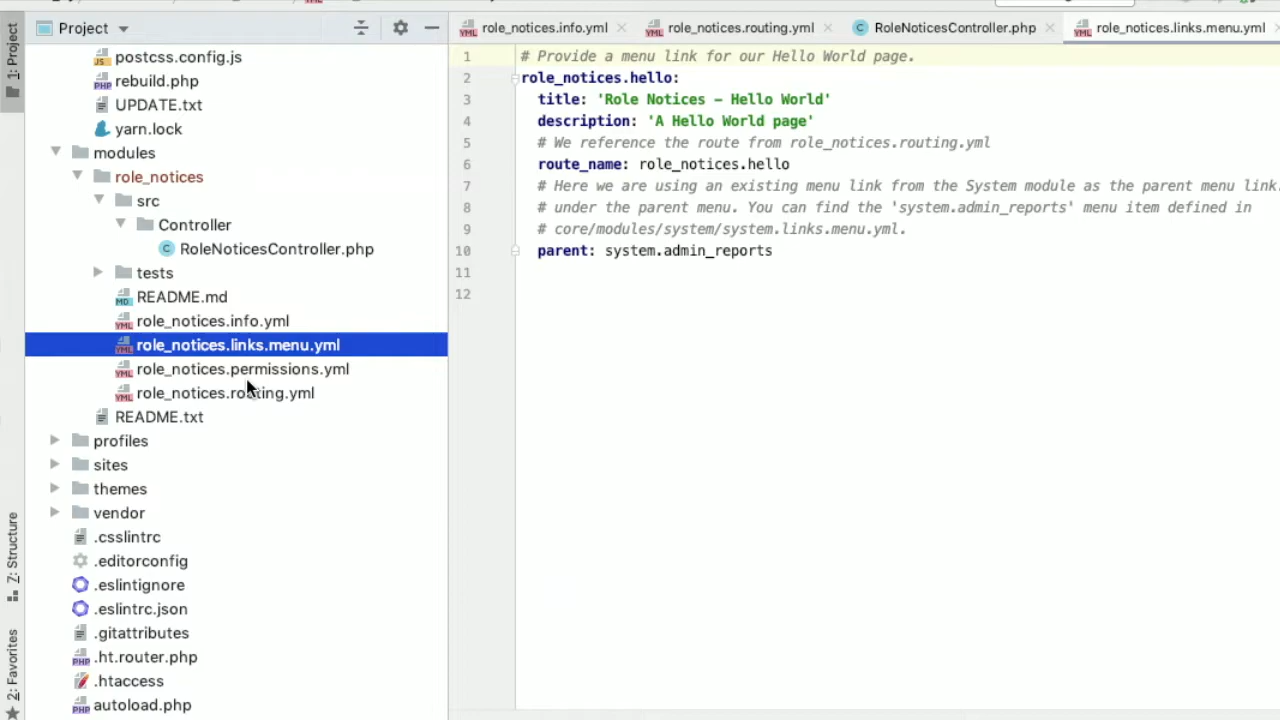 Project
role_notices.info.yml
role_notices.routing.yml
RoleNoticesController.php
role_notices.links.menu.yml
1: Project
postcss.config.js
rebuild.php
UPDATE.txt
yarn.lock
modules
role_notices
src
Controller
RoleNoticesController.php
tests
README.md
role_notices.info.yml
role_notices.links.menu.yml
role_notices.permissions.yml
role_notices.routing.yml
README.txt
profiles
sites
themes
vendor
.csslintrc
.editorconfig
.eslintignore
.eslintrc.json
.gitattributes
.ht.router.php
.htaccess
autoload.php
Z: Structure
2: Favorites
1 # Provide a menu link for our Hello World page.
2 role_notices.hello:
3 title: 'Role Notices – Hello World'
4 description: 'A Hello World page'
5 # We reference the route from role_notices.routing.yml
6 route_name: role_notices.hello
7 # Here we are using an existing menu link from the System module as the parent menu link.
8 # under the parent menu. You can find the 'system.admin_reports' menu item defined in
9 # core/modules/system/system.links.menu.yml.
10 parent: system.admin_reports
11
12